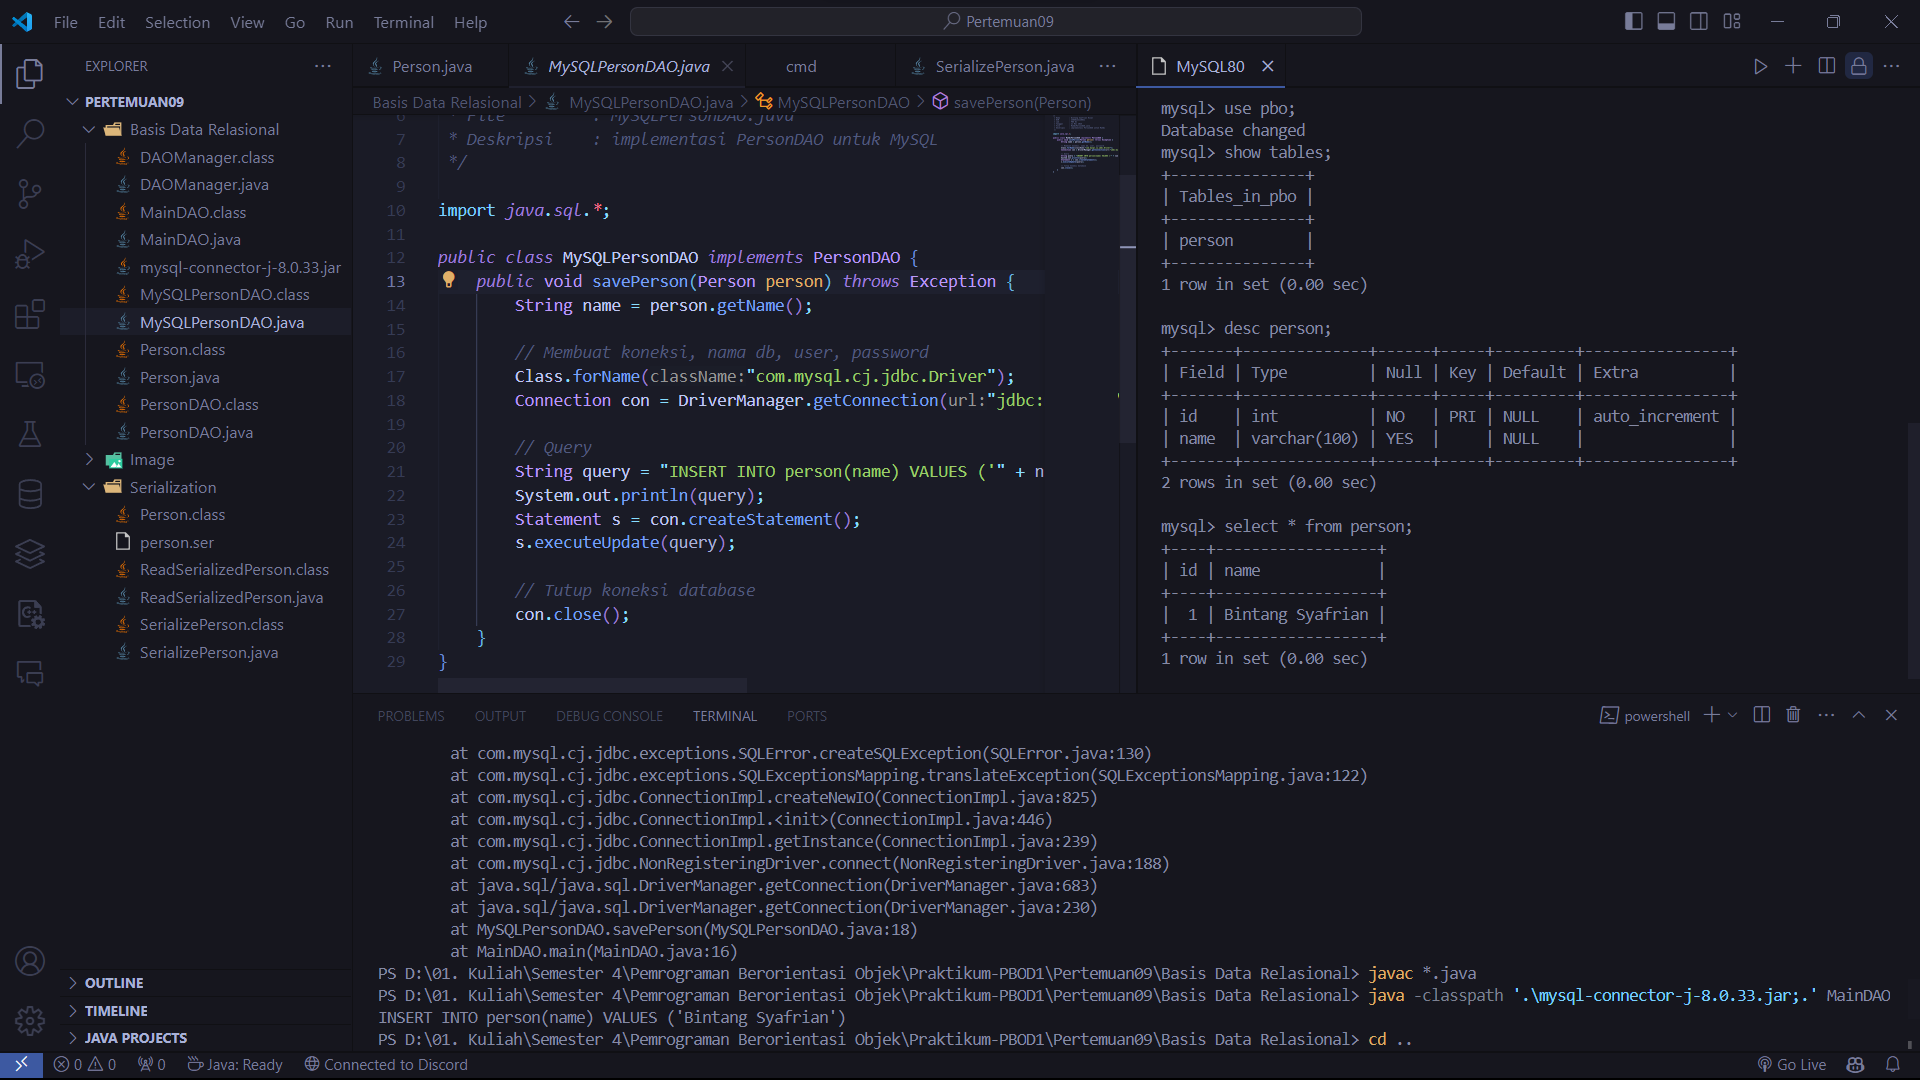 File Edit Selection View Go Run Terminal Help
Pertemuan09
EXPLORER
PERTEMUAN09
Basis Data Relasional
DAOManager.class
DAOManager.java
MainDAO.class
MainDAO.java
mysql-connector-j-8.0.33.jar
MySQLPersonDAO.class
MySQLPersonDAO.java
Person.class
Person.java
PersonDAO.class
PersonDAO.java
Image
Serialization
Person.class
person.ser
ReadSerializedPerson.class
ReadSerializedPerson.java
SerializePerson.class
SerializePerson.java
OUTLINE
TIMELINE
JAVA PROJECTS
Person.java MySQLPersonDAO.java cmd SerializePerson.java
Basis Data Relasional > MySQLPersonDAO.java > MySQLPersonDAO > savePerson(Person)
6 * File : MySQLPersonDAO.java
7 * Deskripsi : implementasi PersonDAO untuk MySQL
8 */
9
10 import java.sql.*;
11
12 public class MySQLPersonDAO implements PersonDAO {
13 public void savePerson(Person person) throws Exception {
14 String name = person.getName();
15
16 // Membuat koneksi, nama db, user, password
17 Class.forName(className:"com.mysql.cj.jdbc.Driver");
18 Connection con = DriverManager.getConnection(url:"jdbc:
19
20 // Query
21 String query = "INSERT INTO person(name) VALUES ('" + n
22 System.out.println(query);
23 Statement s = con.createStatement();
24 s.executeUpdate(query);
25
26 // Tutup koneksi database
27 con.close();
28 }
29 }
MySQL80
mysql> use pbo;
Database changed
mysql> show tables;
+---------------+
| Tables_in_pbo |
+---------------+
| person        |
+---------------+
1 row in set (0.00 sec)
mysql> desc person;
+-------+--------------+------+-----+---------+----------------+
| Field | Type         | Null | Key | Default | Extra          |
+-------+--------------+------+-----+---------+----------------+
| id    | int          | NO   | PRI | NULL    | auto_increment |
| name  | varchar(100) | YES  |     | NULL    |                |
+-------+--------------+------+-----+---------+----------------+
2 rows in set (0.00 sec)
mysql> select * from person;
+----+------------------+
| id | name             |
+----+------------------+
|  1 | Bintang Syafrian |
+----+------------------+
1 row in set (0.00 sec)
PROBLEMS OUTPUT DEBUG CONSOLE TERMINAL PORTS
powershell
at com.mysql.cj.jdbc.exceptions.SQLError.createSQLException(SQLError.java:130)
at com.mysql.cj.jdbc.exceptions.SQLExceptionsMapping.translateException(SQLExceptionsMapping.java:122)
at com.mysql.cj.jdbc.ConnectionImpl.createNewIO(ConnectionImpl.java:825)
at com.mysql.cj.jdbc.ConnectionImpl.<init>(ConnectionImpl.java:446)
at com.mysql.cj.jdbc.ConnectionImpl.getInstance(ConnectionImpl.java:239)
at com.mysql.cj.jdbc.NonRegisteringDriver.connect(NonRegisteringDriver.java:188)
at java.sql/java.sql.DriverManager.getConnection(DriverManager.java:683)
at java.sql/java.sql.DriverManager.getConnection(DriverManager.java:230)
at MySQLPersonDAO.savePerson(MySQLPersonDAO.java:18)
at MainDAO.main(MainDAO.java:16)
PS D:\01. Kuliah\Semester 4\Pemrograman Berorientasi Objek\Praktikum-PBOD1\Pertemuan09\Basis Data Relasional> javac *.java
PS D:\01. Kuliah\Semester 4\Pemrograman Berorientasi Objek\Praktikum-PBOD1\Pertemuan09\Basis Data Relasional> java -classpath '.\mysql-connector-j-8.0.33.jar;.' MainDAO
INSERT INTO person(name) VALUES ('Bintang Syafrian')
PS D:\01. Kuliah\Semester 4\Pemrograman Berorientasi Objek\Praktikum-PBOD1\Pertemuan09\Basis Data Relasional> cd ..
0 0 0 Java: Ready Connected to Discord Go Live